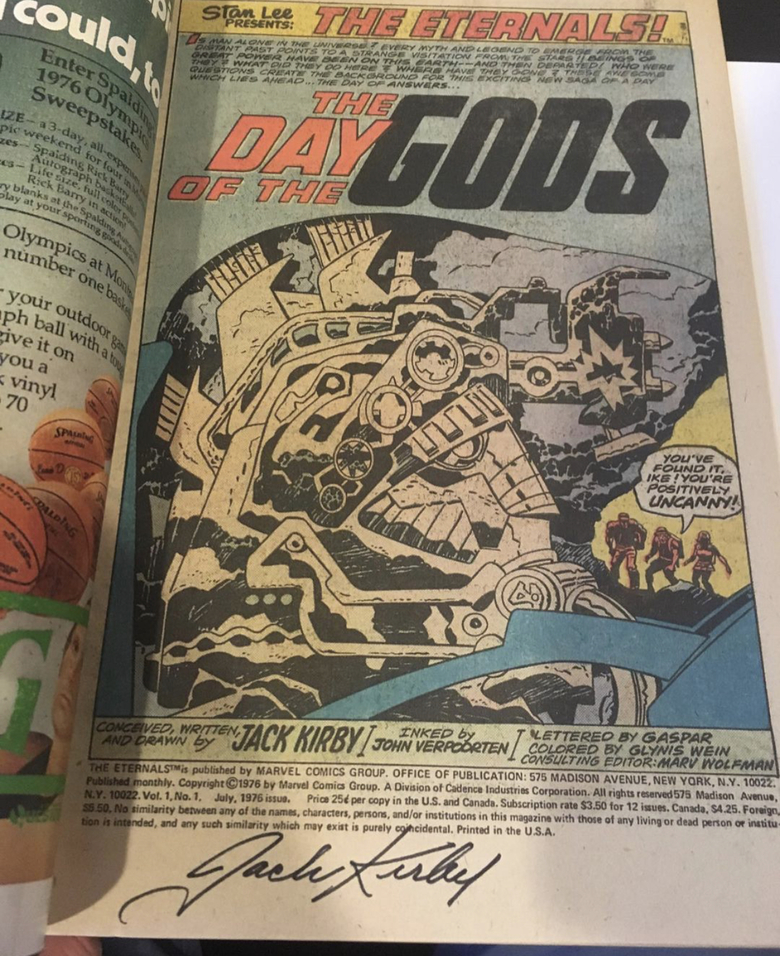 could, to
Enter Spalding
1976 Olympic
Sweepstakes.
Olympics at
number one
your outdoor
ball with a
give it on
you a
vinyl
70
SPALDING
SPALDING
G
Stan Lee
PRESENTS:
THE ETERNALS!™
IS MAN ALONE IN THE UNIVERSE? EVERY MYTH AND LEGEND TO EMERGE FROM THE
DISTANT PAST POINTS TO A STRANGE VISITATION FROM THE STARS!! BEINGS OF
GREAT POWER HAVE BEEN ON THIS EARTH--AND THEN DEPARTED! WHO WERE
THEY? WHAT DID THEY DO HERE? WHERE HAVE THEY GONE? THESE AWESOME
QUESTIONS CREATE THE BACKGROUND FOR THIS EXCITING NEW SAGA OF A DAY
WHICH LIES AHEAD...THE DAY OF ANSWERS...
THE
DAY
OF THE
GODS
YOU'VE
FOUND IT,
IKE! YOU'RE
POSITIVELY
UNCANNY!
CONCEIVED, WRITTEN,
AND DRAWN by
JACK KIRBY
INKED by
JOHN VERPOORTEN
LETTERED BY GASPAR
COLORED BY GLYNIS WEIN
CONSULTING EDITOR: MARV WOLFMAN
THE ETERNALS™ is published by MARVEL COMICS GROUP. OFFICE OF PUBLICATION: 575 MADISON AVENUE, NEW YORK, N.Y. 10022.
Published monthly. Copyright ©1976 by Marvel Comics Group. A Division of Cadence Industries Corporation. All rights reserved 575 Madison Avenue,
N.Y. 10022. Vol. 1, No. 1, July, 1976 issue. Price 25¢ per copy in the U.S. and Canada. Subscription rate $3.50 for 12 issues. Canada, $4.25. Foreign,
$5.50. No similarity between any of the names, characters, persons, and/or institutions in this magazine with those of any living or dead person or institu-
tion is intended, and any such similarity which may exist is purely coincidental. Printed in the U.S.A.
Jack Kirby